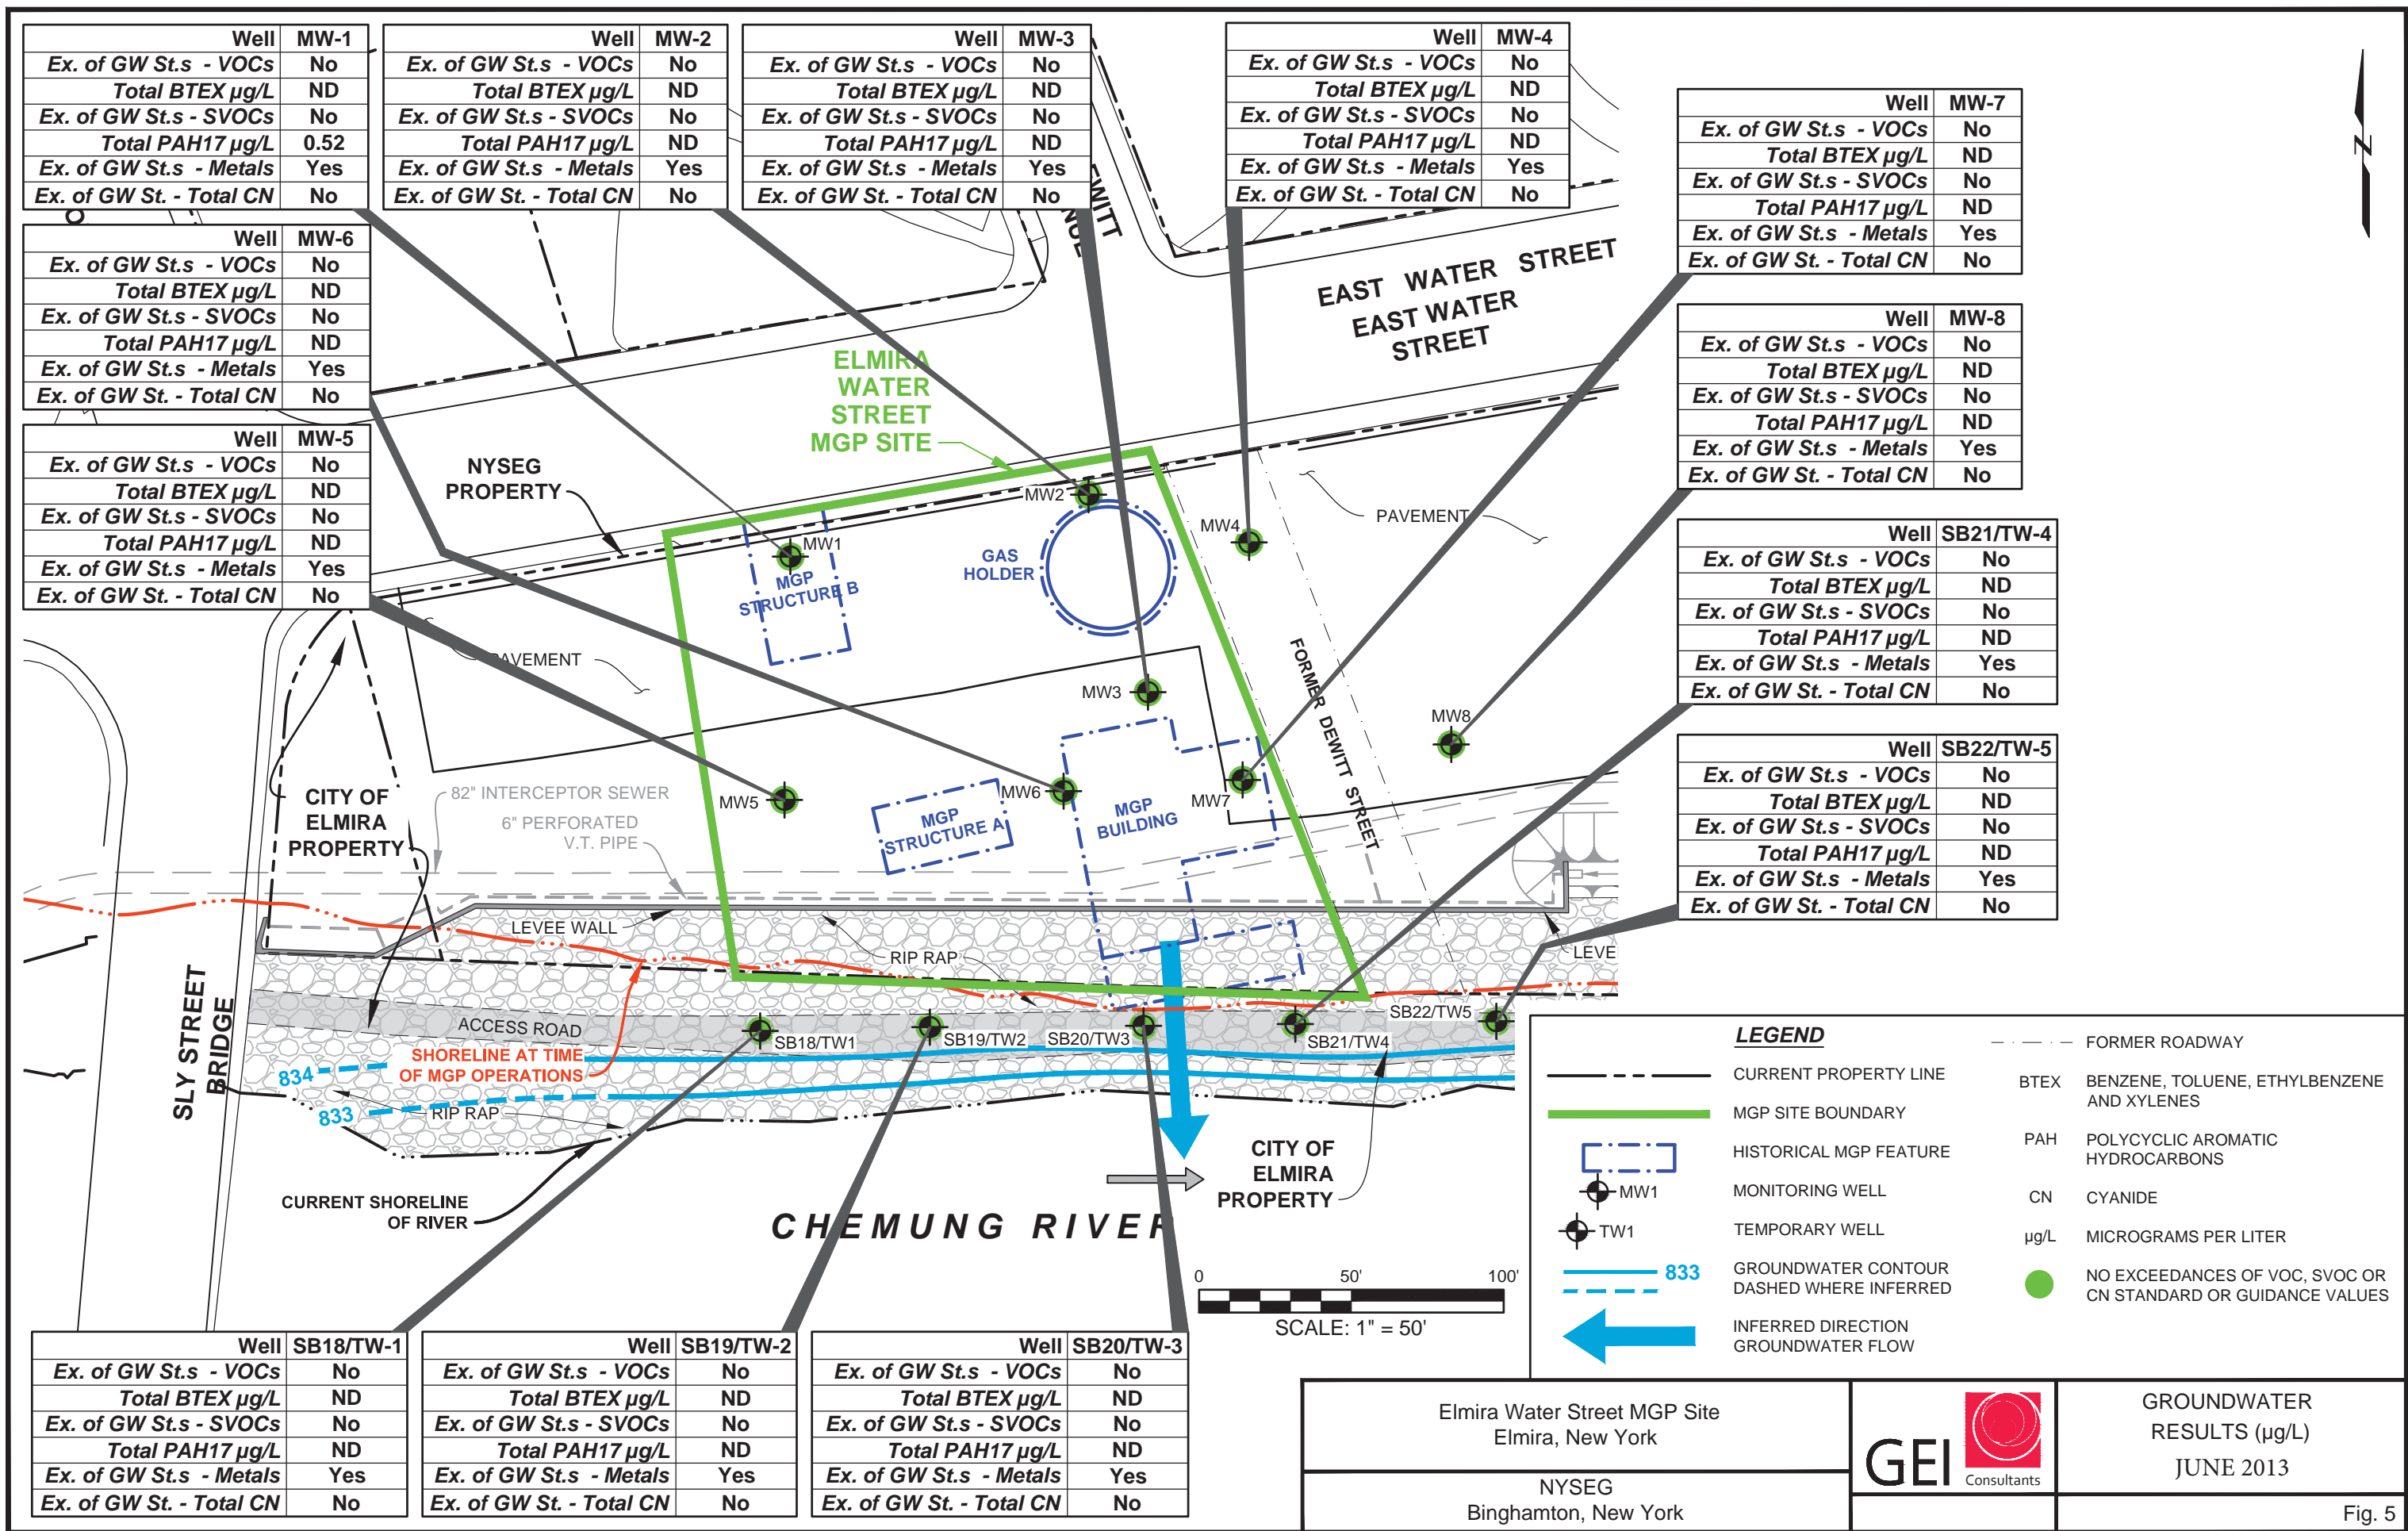 Well MW-1
Ex. of GW St.s - VOCs No
Total BTEX µg/L ND
Ex. of GW St.s - SVOCs No
Total PAH17 µg/L 0.52
Ex. of GW St.s - Metals Yes
Ex. of GW St. - Total CN No
Well MW-2
Ex. of GW St.s - VOCs No
Total BTEX µg/L ND
Ex. of GW St.s - SVOCs No
Total PAH17 µg/L ND
Ex. of GW St.s - Metals Yes
Ex. of GW St. - Total CN No
Well MW-3
Ex. of GW St.s - VOCs No
Total BTEX µg/L ND
Ex. of GW St.s - SVOCs No
Total PAH17 µg/L ND
Ex. of GW St.s - Metals Yes
Ex. of GW St. - Total CN No
Well MW-4
Ex. of GW St.s - VOCs No
Total BTEX µg/L ND
Ex. of GW St.s - SVOCs No
Total PAH17 µg/L ND
Ex. of GW St.s - Metals Yes
Ex. of GW St. - Total CN No
Well MW-7
Ex. of GW St.s - VOCs No
Total BTEX µg/L ND
Ex. of GW St.s - SVOCs No
Total PAH17 µg/L ND
Ex. of GW St.s - Metals Yes
Ex. of GW St. - Total CN No
N
Well MW-6
Ex. of GW St.s - VOCs No
Total BTEX µg/L ND
Ex. of GW St.s - SVOCs No
Total PAH17 µg/L ND
Ex. of GW St.s - Metals Yes
Ex. of GW St. - Total CN No
EAST WATER STREET
EAST WATER
STREET
Well MW-8
Ex. of GW St.s - VOCs No
Total BTEX µg/L ND
Ex. of GW St.s - SVOCs No
Total PAH17 µg/L ND
Ex. of GW St.s - Metals Yes
Ex. of GW St. - Total CN No
ELMIRA
WATER
STREET
MGP SITE
Well MW-5
Ex. of GW St.s - VOCs No
Total BTEX µg/L ND
Ex. of GW St.s - SVOCs No
Total PAH17 µg/L ND
Ex. of GW St.s - Metals Yes
Ex. of GW St. - Total CN No
NYSEG
PROPERTY
MW2
MW4
PAVEMENT
MW1
GAS
HOLDER
MGP
STRUCTURE B
Well SB21/TW-4
Ex. of GW St.s - VOCs No
Total BTEX µg/L ND
Ex. of GW St.s - SVOCs No
Total PAH17 µg/L ND
Ex. of GW St.s - Metals Yes
Ex. of GW St. - Total CN No
PAVEMENT
MW3
FORMER DEWITT STREET
MW8
Well SB22/TW-5
Ex. of GW St.s - VOCs No
Total BTEX µg/L ND
Ex. of GW St.s - SVOCs No
Total PAH17 µg/L ND
Ex. of GW St.s - Metals Yes
Ex. of GW St. - Total CN No
CITY OF
ELMIRA
PROPERTY
82" INTERCEPTOR SEWER
6" PERFORATED
V.T. PIPE
MW5
MW6
MW7
MGP
STRUCTURE A
MGP
BUILDING
LEVEE WALL
RIP RAP
LEVE
SLY STREET
BRIDGE
ACCESS ROAD
SB18/TW1
SB19/TW2
SB20/TW3
SB21/TW4
SB22/TW5
SHORELINE AT TIME
OF MGP OPERATIONS
834
833
RIP RAP
CURRENT SHORELINE
OF RIVER
CITY OF
ELMIRA
PROPERTY
CHEMUNG RIVER
0 50' 100'
SCALE: 1" = 50'
LEGEND
CURRENT PROPERTY LINE
MGP SITE BOUNDARY
HISTORICAL MGP FEATURE
MW1 MONITORING WELL
TW1 TEMPORARY WELL
833 GROUNDWATER CONTOUR
DASHED WHERE INFERRED
INFERRED DIRECTION
GROUNDWATER FLOW
FORMER ROADWAY
BTEX BENZENE, TOLUENE, ETHYLBENZENE
AND XYLENES
PAH POLYCYCLIC AROMATIC
HYDROCARBONS
CN CYANIDE
µg/L MICROGRAMS PER LITER
NO EXCEEDANCES OF VOC, SVOC OR
CN STANDARD OR GUIDANCE VALUES
Well SB18/TW-1
Ex. of GW St.s - VOCs No
Total BTEX µg/L ND
Ex. of GW St.s - SVOCs No
Total PAH17 µg/L ND
Ex. of GW St.s - Metals Yes
Ex. of GW St. - Total CN No
Well SB19/TW-2
Ex. of GW St.s - VOCs No
Total BTEX µg/L ND
Ex. of GW St.s - SVOCs No
Total PAH17 µg/L ND
Ex. of GW St.s - Metals Yes
Ex. of GW St. - Total CN No
Well SB20/TW-3
Ex. of GW St.s - VOCs No
Total BTEX µg/L ND
Ex. of GW St.s - SVOCs No
Total PAH17 µg/L ND
Ex. of GW St.s - Metals Yes
Ex. of GW St. - Total CN No
Elmira Water Street MGP Site
Elmira, New York
NYSEG
Binghamton, New York
GEI Consultants
GROUNDWATER
RESULTS (µg/L)
JUNE 2013
Fig. 5